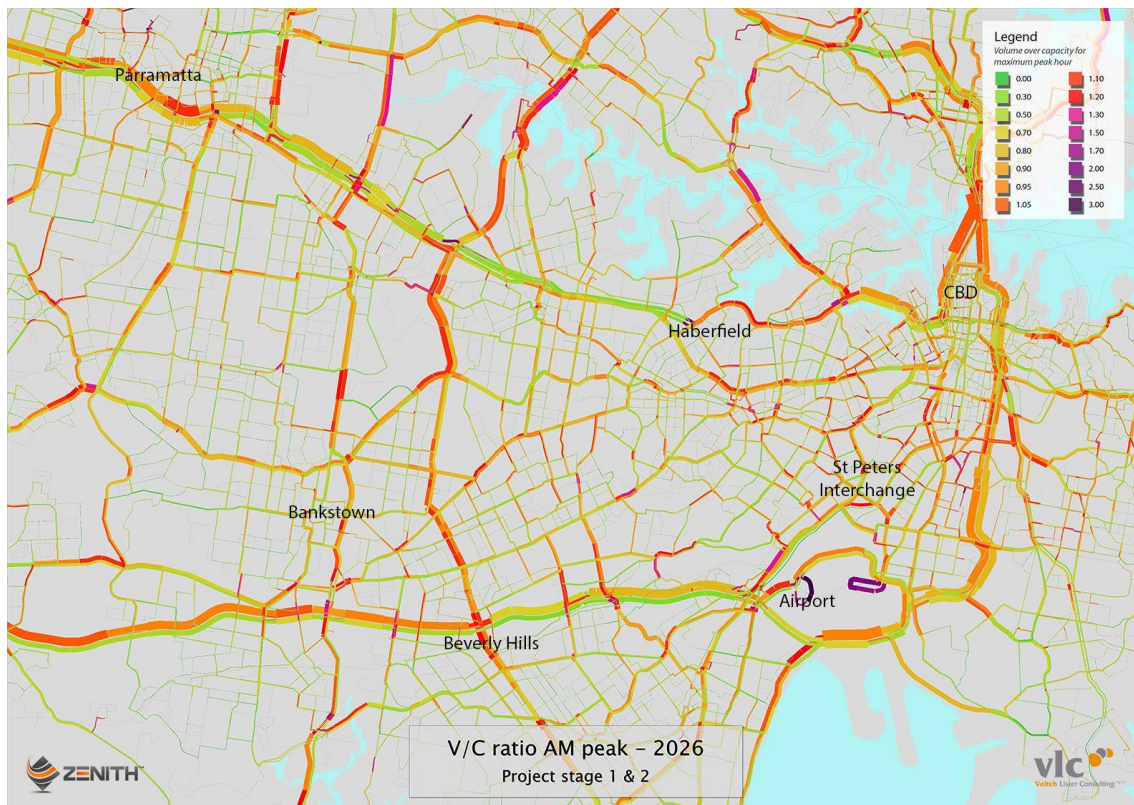 Legend
Volume over capacity for
maximum peak hour
0.00 1.10
0.30 1.20
0.50 1.30
0.70 1.50
0.80 1.70
0.90 2.00
0.95 2.50
1.05 3.00
Parramatta
CBD
Haberfield
St Peters
Interchange
Bankstown
Airport
Beverly Hills
V/C ratio AM peak – 2026
Project stage 1 & 2
ZENITH™
vlc
Veitch Lister Consulting